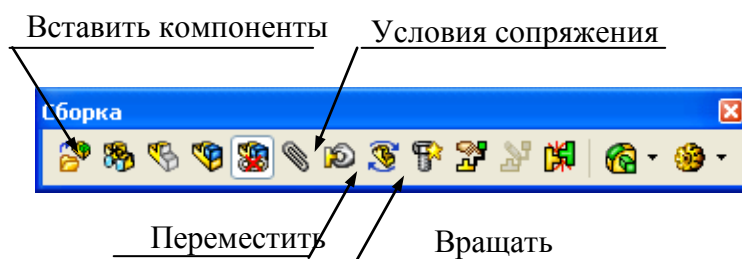 Вставить компоненты
Условия сопряжения
Сборка
Переместить
Вращать